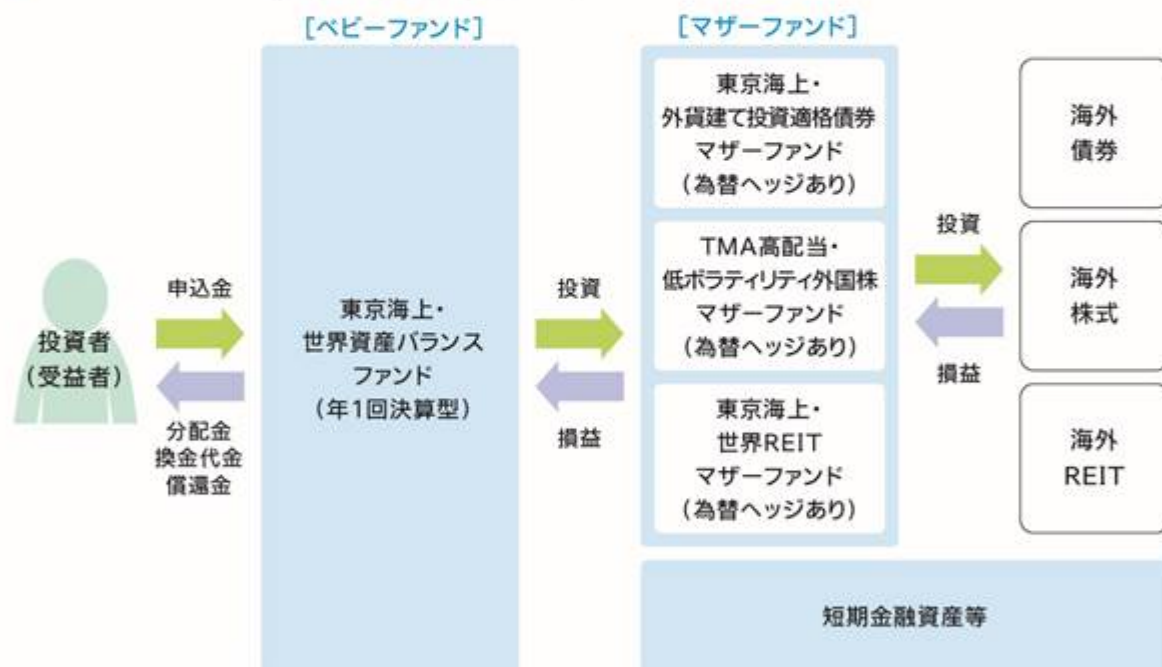 [ベビーファンド]
[マザーファンド]
投資者
(受益者)
申込金
分配金
換金代金
償還金
東京海上・
世界資産バランス
ファンド
(年1回決算型)
投資
損益
東京海上・
外貨建て投資適格債券
マザーファンド
(為替ヘッジあり)
TMA高配当・
低ボラティリティ外国株
マザーファンド
(為替ヘッジあり)
東京海上・
世界REIT
マザーファンド
(為替ヘッジあり)
投資
損益
海外
債券
海外
株式
海外
REIT
短期金融資産等